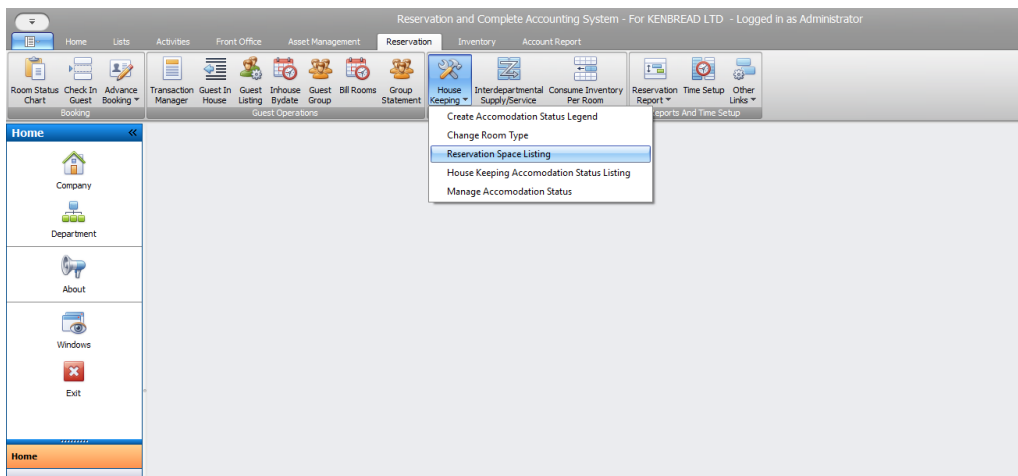 Reservation and Complete Accounting System - For KENBREAD LTD - Logged in as Administrator
Home Lists Activities Front Office Asset Management Reservation Inventory Account Report
Room Status Check In Advance Transaction Guest In Guest Inhouse Guest Bill Rooms Group House Interdepartmental Consume Inventory Reservation Time Setup Other
Chart Guest Booking Manager House Listing Bydate Group Statement Keeping Supply/Service Per Room Report Links
Booking Guest Operations Reports And Time Setup
Create Accomodation Status Legend
Change Room Type
Reservation Space Listing
House Keeping Accomodation Status Listing
Manage Accomodation Status
Home
Company
Department
About
Windows
Exit
Home